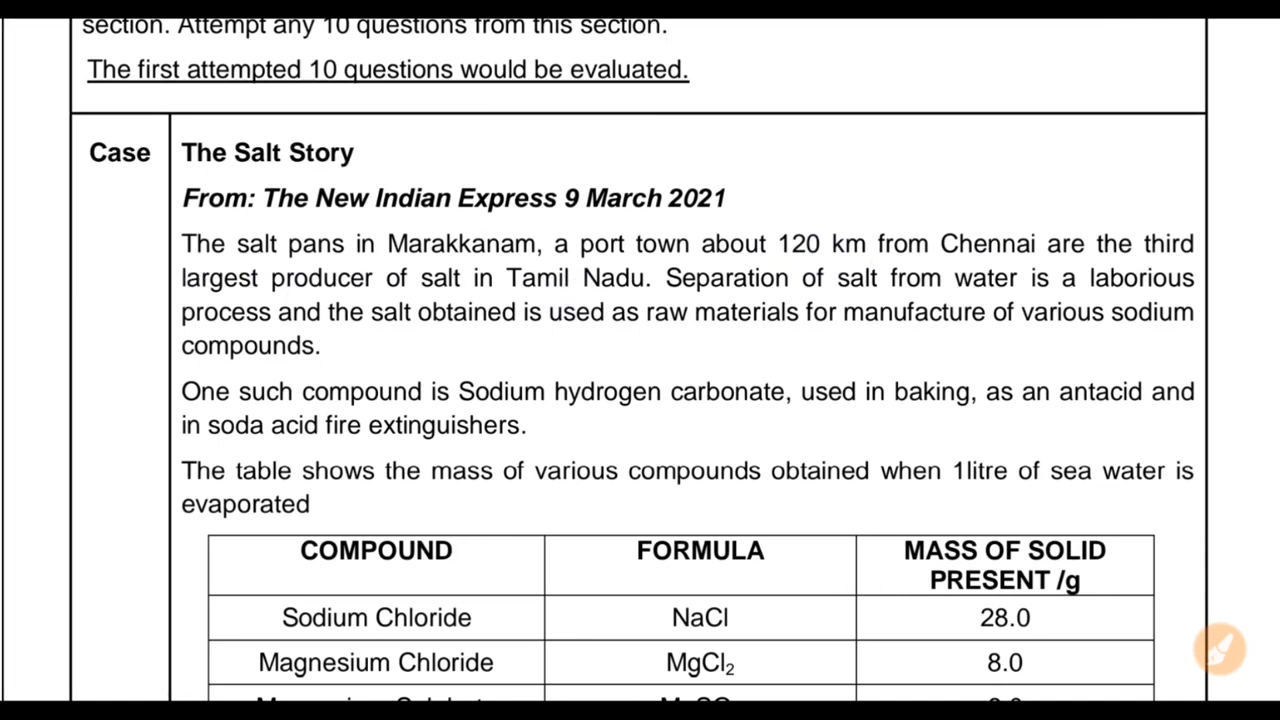 section. Attempt any 10 questions from this section.
The first attempted 10 questions would be evaluated.
Case
The Salt Story
From: The New Indian Express 9 March 2021
The salt pans in Marakkanam, a port town about 120 km from Chennai are the third
largest producer of salt in Tamil Nadu. Separation of salt from water is a laborious
process and the salt obtained is used as raw materials for manufacture of various sodium
compounds.
One such compound is Sodium hydrogen carbonate, used in baking, as an antacid and
in soda acid fire extinguishers.
The table shows the mass of various compounds obtained when 1litre of sea water is
evaporated
COMPOUND FORMULA MASS OF SOLID
PRESENT /g
Sodium Chloride NaCl 28.0
Magnesium Chloride MgCl₂ 8.0